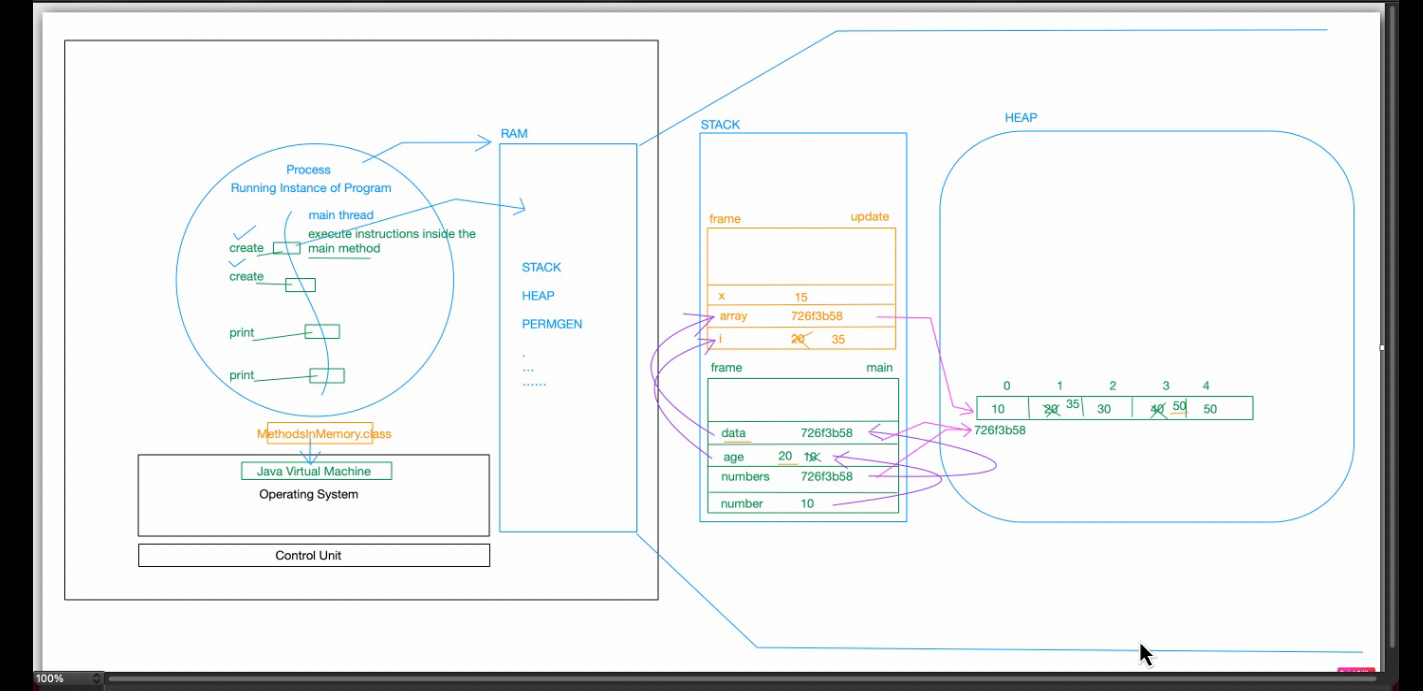 RAM
Process
Running Instance of Program
main thread
execute instructions inside the
main method
create
create
print
print
MethodsInMemory.class
Java Virtual Machine
Operating System
Control Unit
STACK
HEAP
PERMGEN
.
...
......
STACK
frame update
x 15
array 726f3b58
i 20 35
frame main
data 726f3b58
age 20 10
numbers 726f3b58
number 10
HEAP
0 1 2 3 4
10 20 35 30 40 50 50
726f3b58
100%